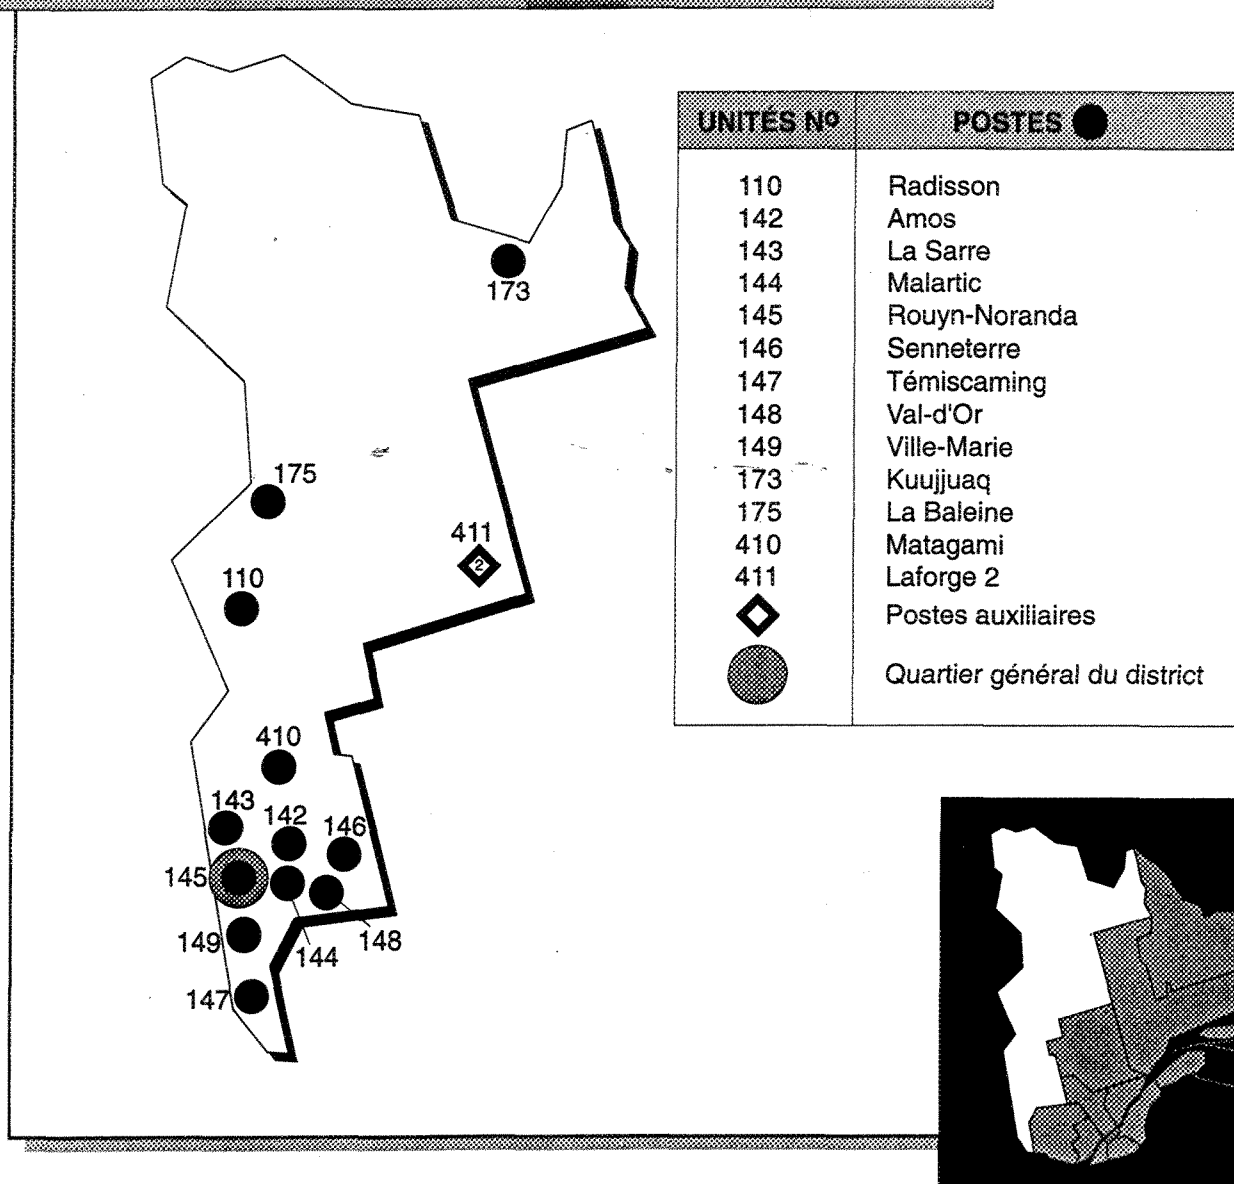 UNITÉS Nº POSTES
110 Radisson
142 Amos
143 La Sarre
144 Malartic
145 Rouyn-Noranda
146 Senneterre
147 Témiscaming
148 Val-d'Or
149 Ville-Marie
173 Kuujjuaq
175 La Baleine
410 Matagami
411 Laforge 2
Postes auxiliaires
Quartier général du district
173
175
411
2
110
410
143
142
146
145
149
144
148
147